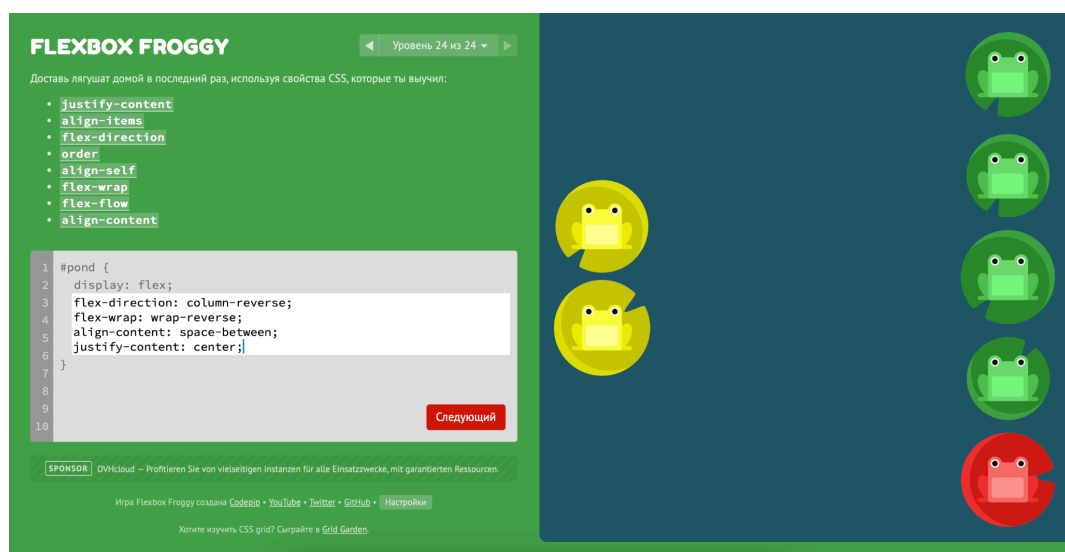 FLEXBOX FROGGY
Уровень 24 из 24
Доставь лягушат домой в последний раз, используя свойства CSS, которые ты выучил:
• justify-content
• align-items
• flex-direction
• order
• align-self
• flex-wrap
• flex-flow
• align-content
1 #pond {
2 display: flex;
3 flex-direction: column-reverse;
4 flex-wrap: wrap-reverse;
5 align-content: space-between;
6 justify-content: center;
7 }
8
9
10
Следующий
SPONSOR OVHcloud — Profitieren Sie von vielseitigen Instanzen für alle Einsatzzwecke, mit garantierten Ressourcen.
Игра Flexbox Froggy создана Codepip • YouTube • Twitter • GitHub • Настройки
Хотите изучить CSS grid? Сыграйте в Grid Garden.